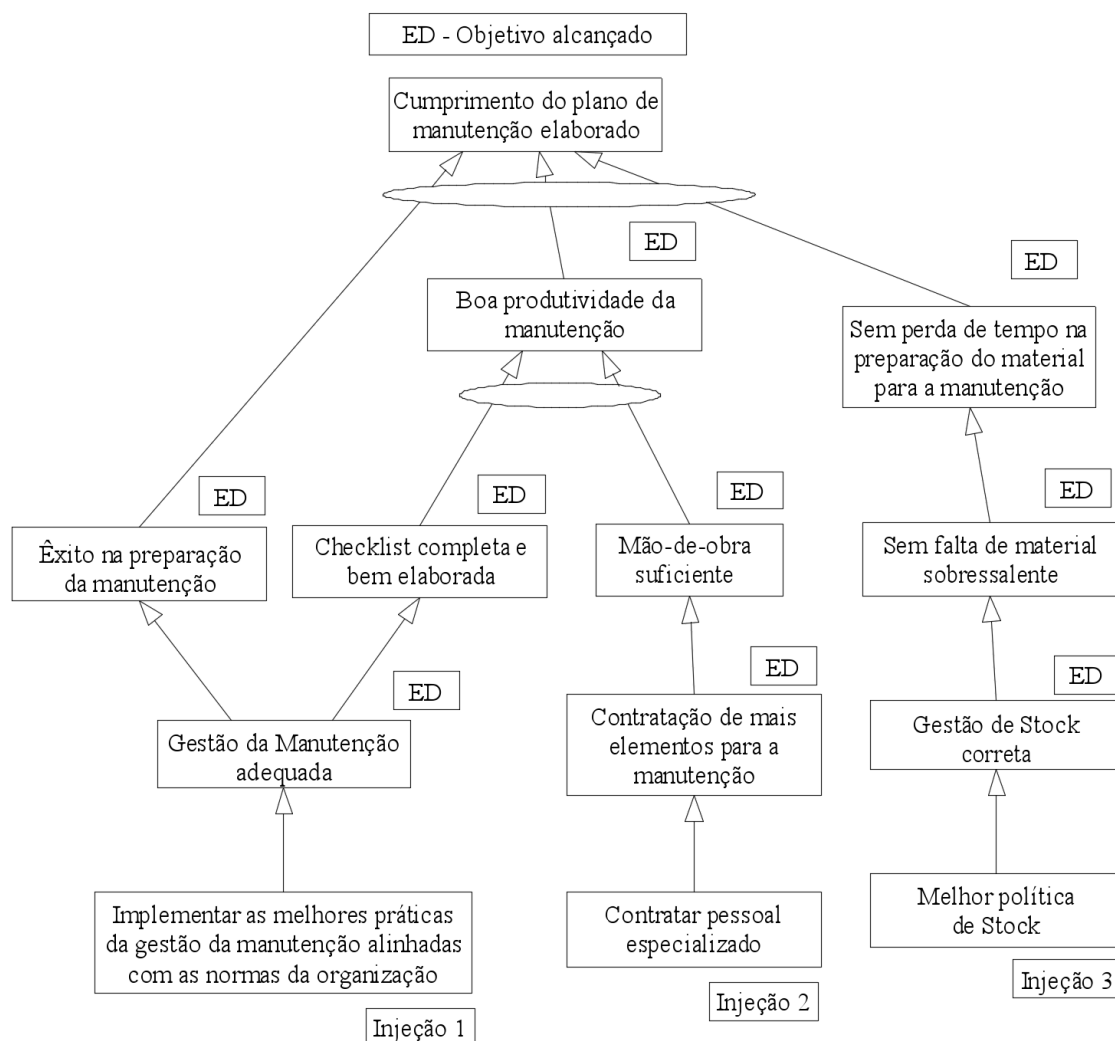 ED - Objetivo alcançado
Cumprimento do plano de
manutenção elaborado
ED
Boa produtividade da
manutenção
ED
Sem perda de tempo na
preparação do material
para a manutenção
ED
Êxito na preparação
da manutenção
ED
Checklist completa e
bem elaborada
ED
Mão-de-obra
suficiente
ED
Sem falta de material
sobressalente
ED
Gestão da Manutenção
adequada
ED
Contratação de mais
elementos para a
manutenção
ED
Gestão de Stock
correta
Implementar as melhores práticas
da gestão da manutenção alinhadas
com as normas da organização
Injeção 1
Contratar pessoal
especializado
Injeção 2
Melhor política
de Stock
Injeção 3